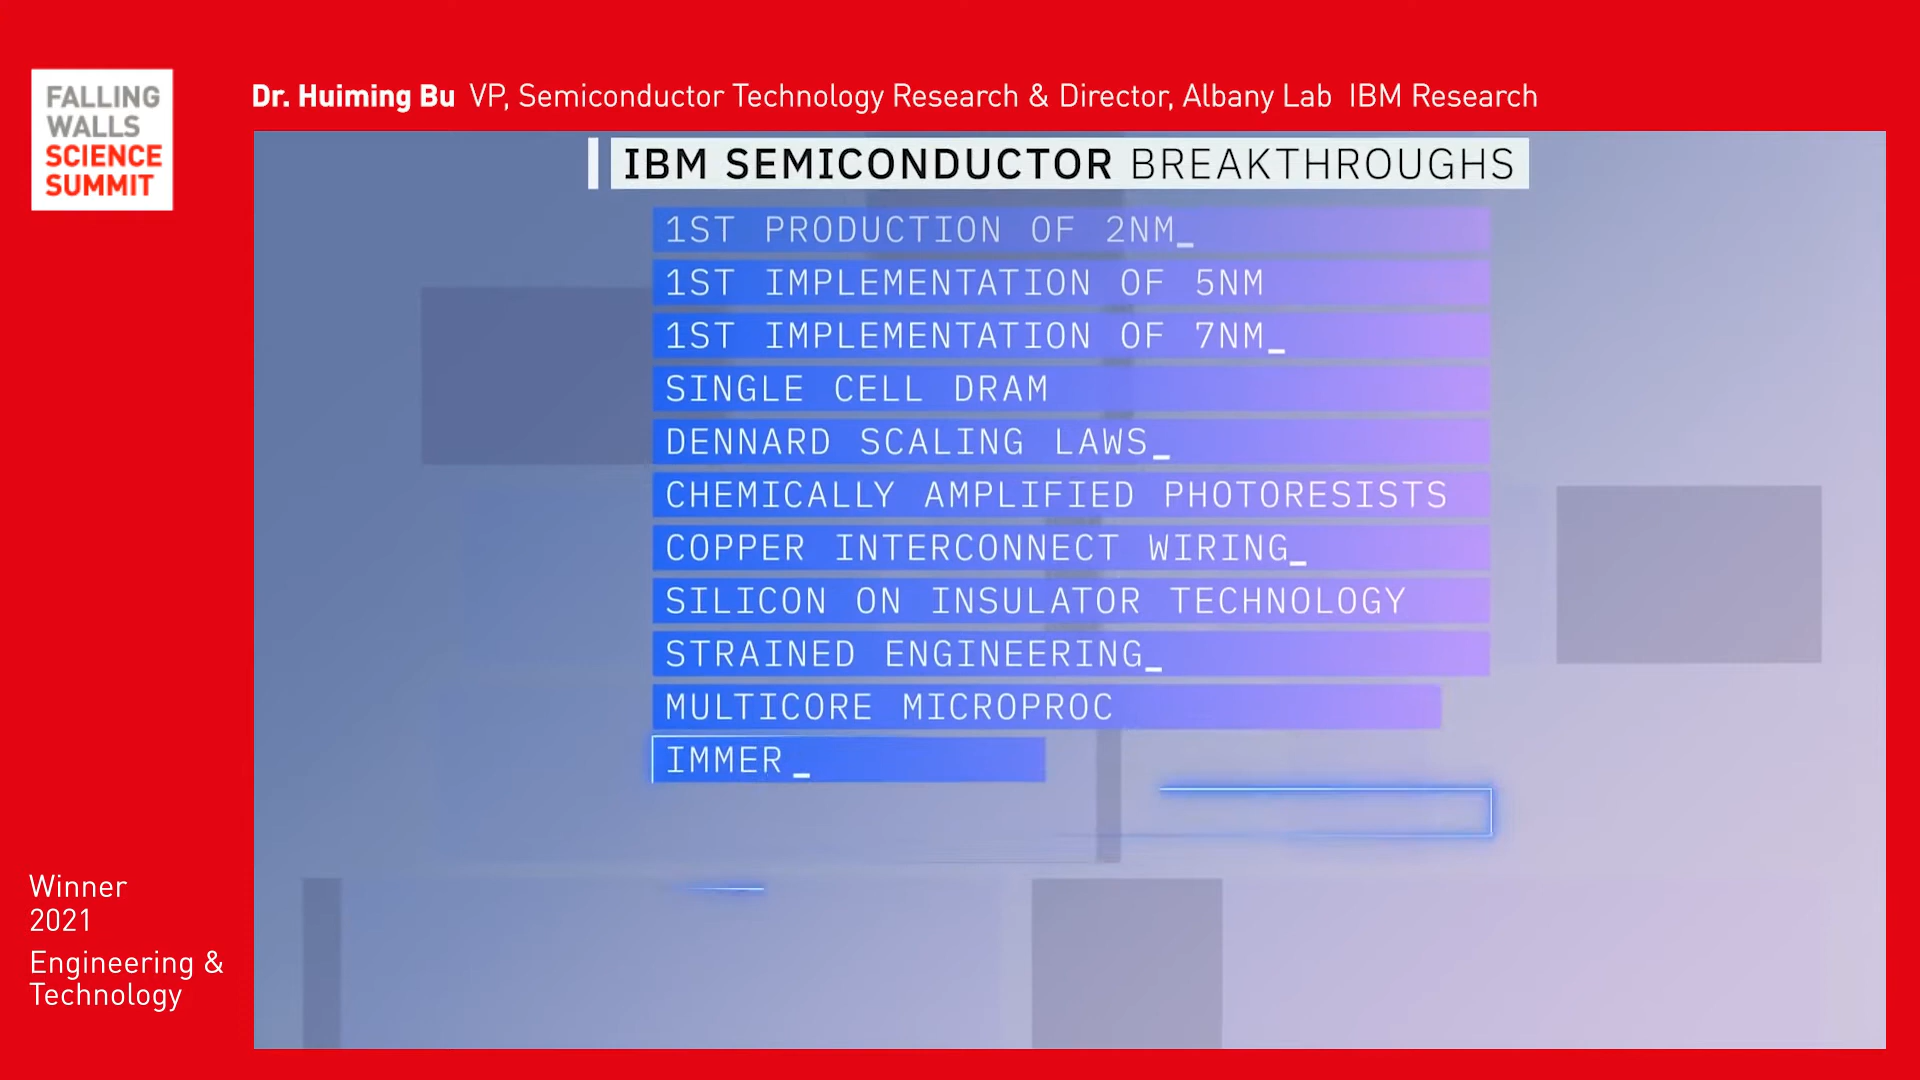 FALLING
WALLS
SCIENCE
SUMMIT
Dr. Huiming Bu VP, Semiconductor Technology Research & Director, Albany Lab IBM Research
IBM SEMICONDUCTOR BREAKTHROUGHS
1ST PRODUCTION OF 2NM_
1ST IMPLEMENTATION OF 5NM
1ST IMPLEMENTATION OF 7NM_
SINGLE CELL DRAM
DENNARD SCALING LAWS_
CHEMICALLY AMPLIFIED PHOTORESISTS
COPPER INTERCONNECT WIRING_
SILICON ON INSULATOR TECHNOLOGY
STRAINED ENGINEERING_
MULTICORE MICROPROC
IMMER_
Winner
2021
Engineering &
Technology